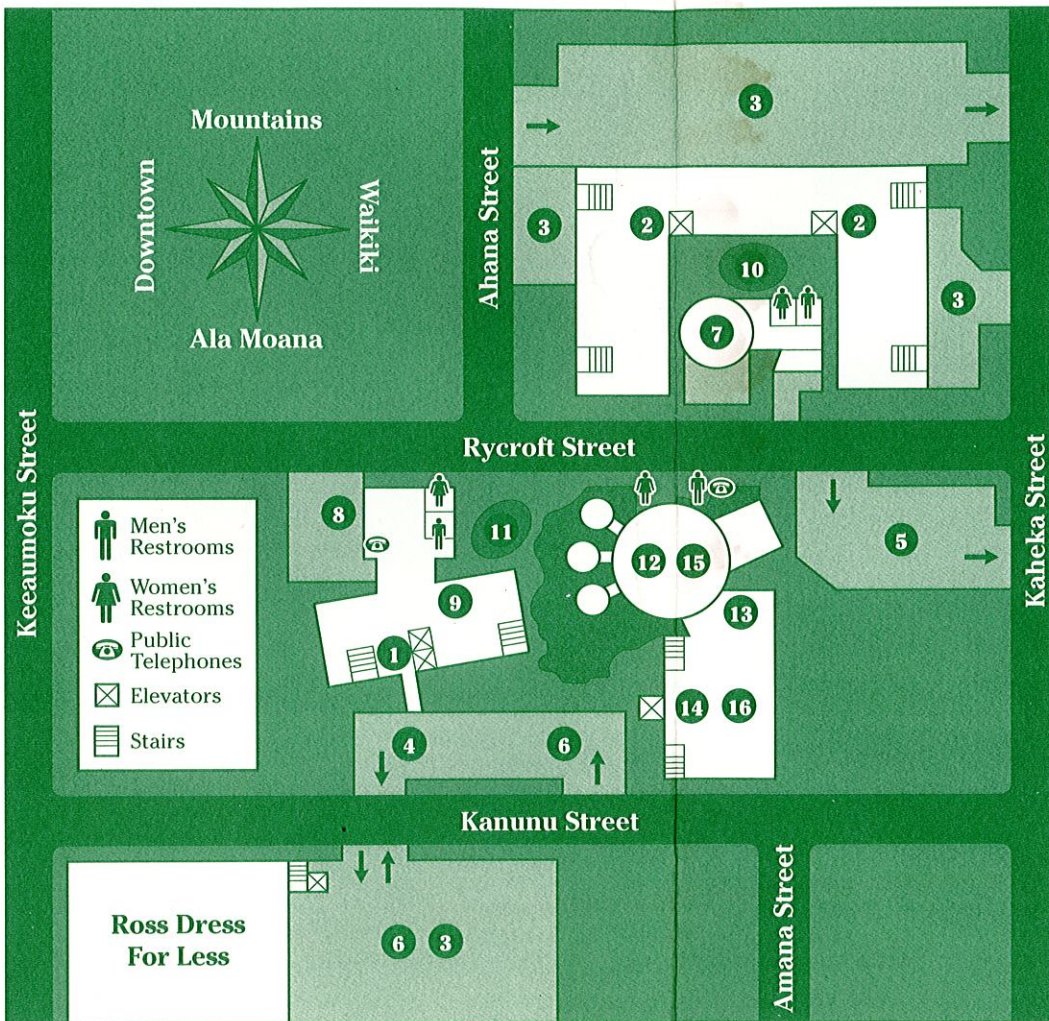 Mountains
Downtown
Waikiki
Ala Moana
Ahana Street
3
3
2
2
3
10
7
Keeaumoku Street
Rycroft Street
Kaheka Street
Men's
Restrooms
Women's
Restrooms
Public
Telephones
Elevators
Stairs
8
11
12
15
5
9
13
1
14
16
4
6
Kanunu Street
Ross Dress
For Less
6
3
Amana Street